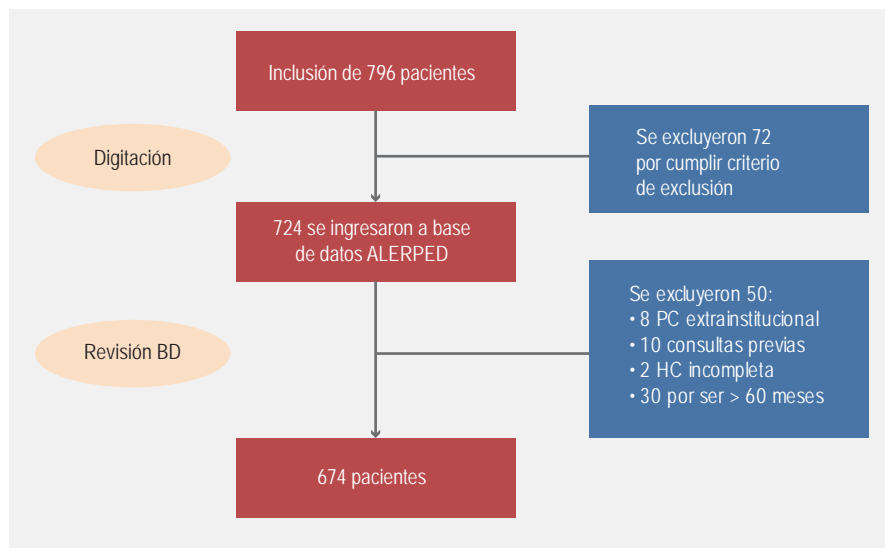 Inclusión de 796 pacientes
Digitación
Se excluyeron 72
por cumplir criterio
de exclusión
724 se ingresaron a base
de datos ALERPED
Revisión BD
Se excluyeron 50:
• 8 PC extrainstitucional
• 10 consultas previas
• 2 HC incompleta
• 30 por ser > 60 meses
674 pacientes